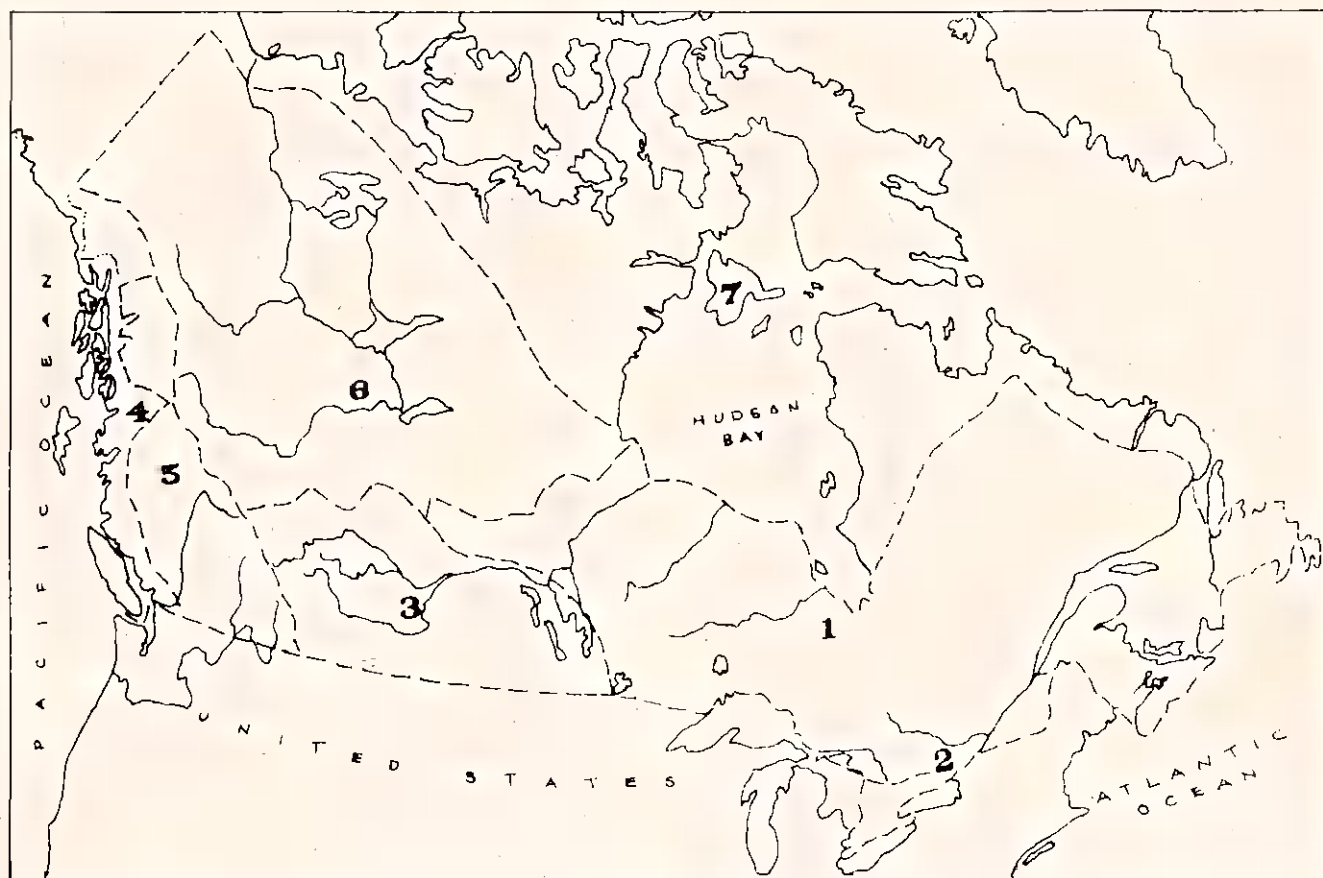 7
6
HUDSON
BAY
4
5
3
1
2
PACIFIC OCEAN
UNITED STATES
ATLANTIC
OCEAN